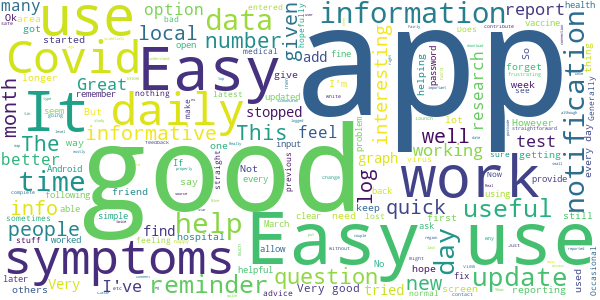 many use option data information report
Ok area local number given notification
got started Covid Easy app add fine health
month longer Great daily It good vaccine
remember But informative This feel stopped
The way better Android time info
people symptoms I've reminder help find
Very later others stuff worked
friend simple quick log work well
working test interesting research helping
password forget week see So However
lot graph virus sure getting every day Generally
straightforward provide Now using
useful day new update Easy use
question tried hope fix screen reporting
March hospital allow helpful advice
Very good No ask first still any
clear need lost normal used Occasional
If say one every Not input previous
straight problem back keep
I'm give latest updated nothing make
open bad medical entered hopefully contribute
Does thing frustrating
sometimes able following feeling
seen feedback change without contact